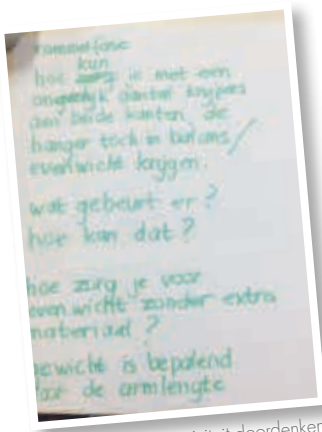 hoe kun je met een
ongelijk aantal knijpers
aan beide kanten de
hanger toch in balans/
evenwicht krijgen.
wat gebeurt er?
hoe kan dat?
hoe zorg je voor
evenwicht zonder extra
materiaal?
gewicht is bepalend
voor de armlengte
doordenken